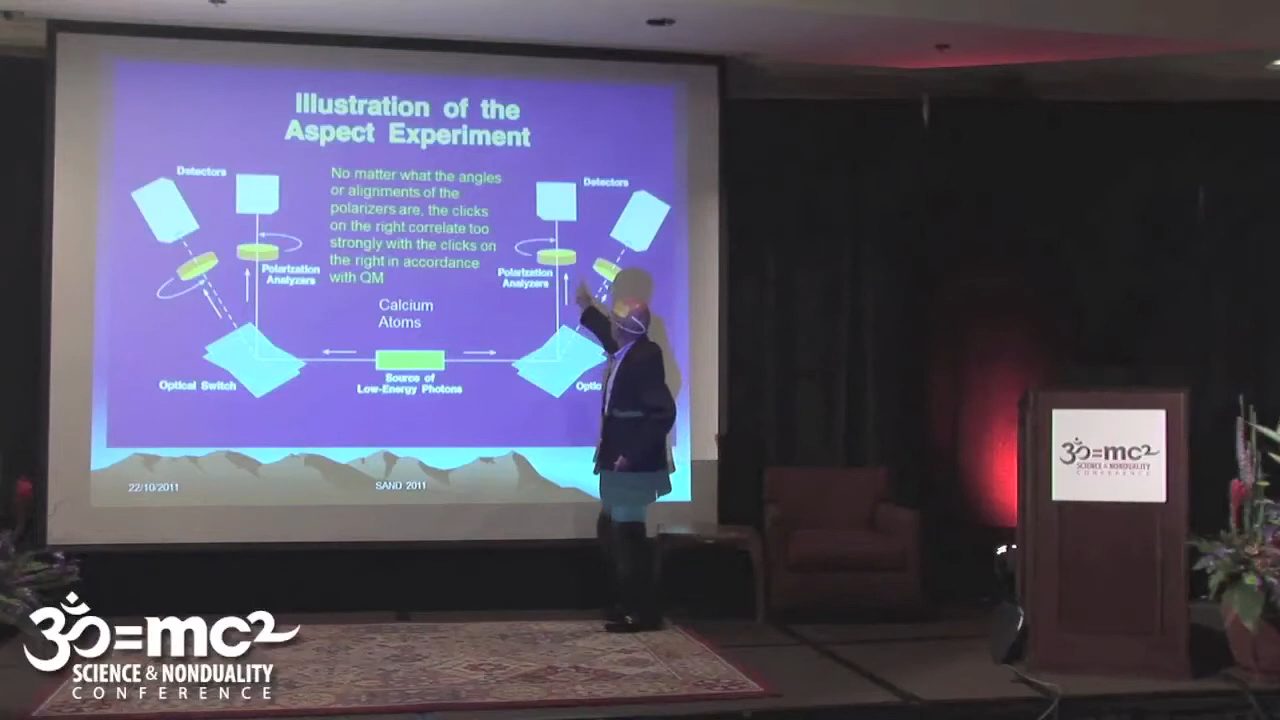 Illustration of the
Aspect Experiment
Detectors
No matter what the angles
or alignments of the
polarizers are, the clicks
on the right correlate too
strongly with the clicks on
the right in accordance
with QM
Detectors
Polarization
Analyzers
Polarization
Analyzers
Calcium
Atoms
Optical Switch
Source of
Low-Energy Photons
22/10/2011
SAND 2011
ॐ=mc2
SCIENCE & NONDUALITY
CONFERENCE
ॐ=mc2
SCIENCE & NONDUALITY
CONFERENCE